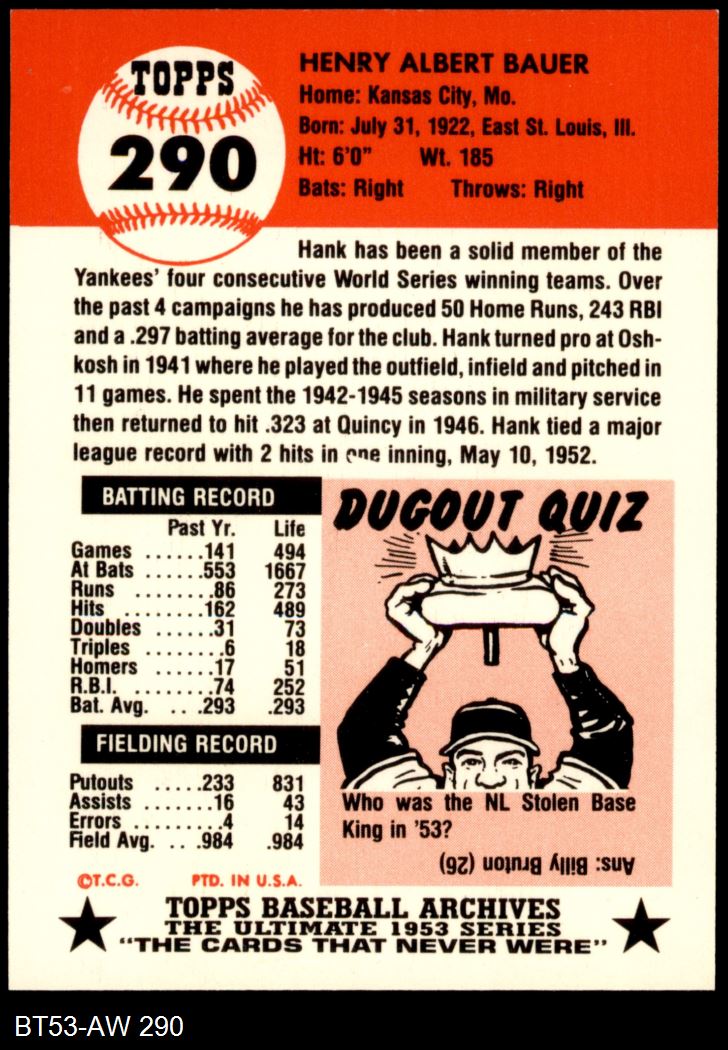 TOPPS
290
HENRY ALBERT BAUER
Home: Kansas City, Mo.
Born: July 31, 1922, East St. Louis, Ill.
Ht: 6'0" Wt. 185
Bats: Right Throws: Right
Hank has been a solid member of the
Yankees' four consecutive World Series winning teams. Over
the past 4 campaigns he has produced 50 Home Runs, 243 RBI
and a .297 batting average for the club. Hank turned pro at Osh-
kosh in 1941 where he played the outfield, infield and pitched in
11 games. He spent the 1942-1945 seasons in military service
then returned to hit .323 at Quincy in 1946. Hank tied a major
league record with 2 hits in one inning, May 10, 1952.
BATTING RECORD
Past Yr. Life
Games ......141 494
At Bats ......553 1667
Runs ........86 273
Hits ........162 489
Doubles ......31 73
Triples ........6 18
Homers ......17 51
R.B.I. ........74 252
Bat. Avg. ...293 .293
FIELDING RECORD
Putouts .....233 831
Assists ......16 43
Errors .........4 14
Field Avg. ...984 .984
©T.C.G. PTD. IN U.S.A.
DUGOUT QUIZ
Who was the NL Stolen Base
King in '53?
Ans: Billy Bruton (26)
TOPPS BASEBALL ARCHIVES
THE ULTIMATE 1953 SERIES
"THE CARDS THAT NEVER WERE"
BT53-AW 290